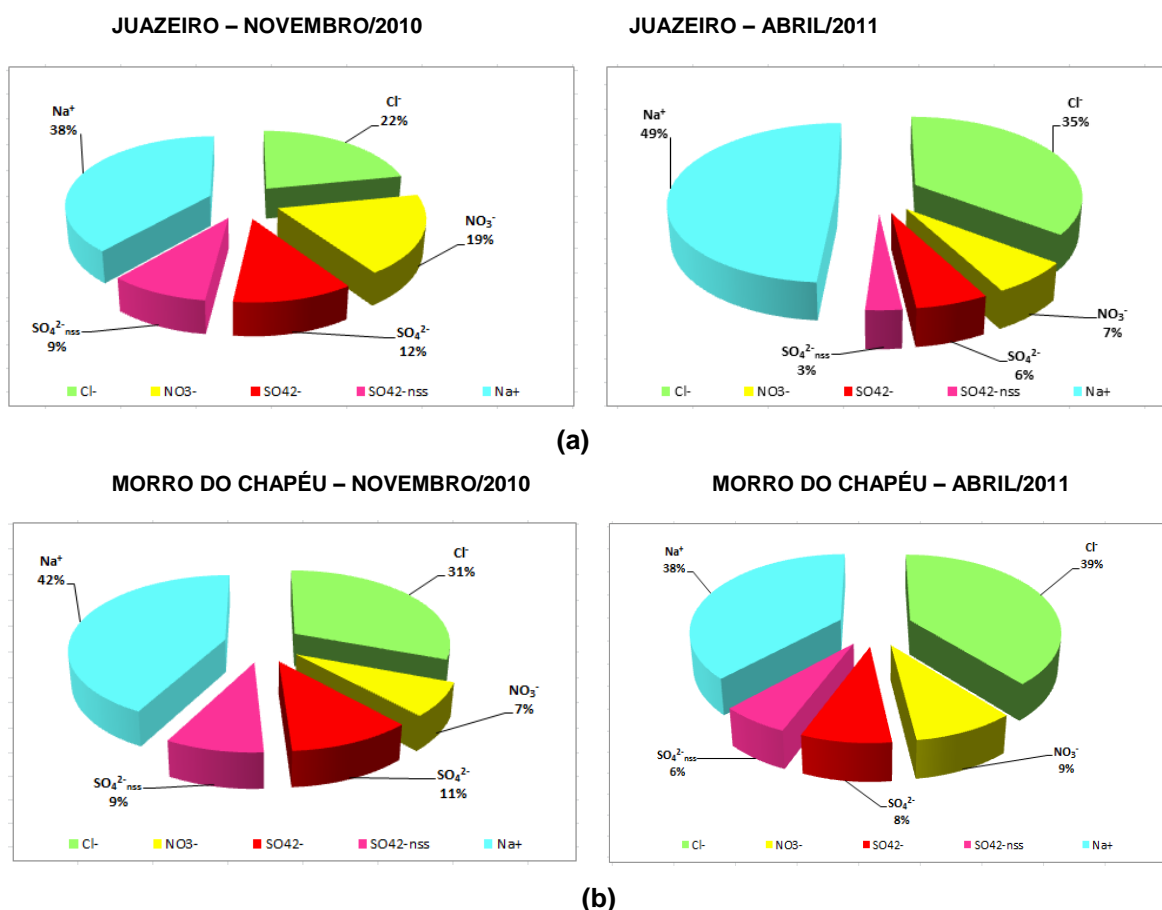 JUAZEIRO – NOVEMBRO/2010
JUAZEIRO – ABRIL/2011
Na⁺
38%
Cl⁻
22%
NO₃⁻
19%
SO₄²⁻
12%
SO₄²⁻nss
9%
Cl-
NO3-
SO42-
SO42-nss
Na+
Na⁺
49%
Cl⁻
35%
NO₃⁻
7%
SO₄²⁻
6%
SO₄²⁻nss
3%
Cl-
NO3-
SO42-
SO42-nss
Na+
(a)
MORRO DO CHAPÉU – NOVEMBRO/2010
MORRO DO CHAPÉU – ABRIL/2011
Na⁺
42%
Cl⁻
31%
NO₃⁻
7%
SO₄²⁻
11%
SO₄²⁻nss
9%
Cl-
NO3-
SO42-
SO42-nss
Na+
Na⁺
38%
Cl⁻
39%
NO₃⁻
9%
SO₄²⁻
8%
SO₄²⁻nss
6%
Cl-
NO3-
SO42-
SO42-nss
Na+
(b)